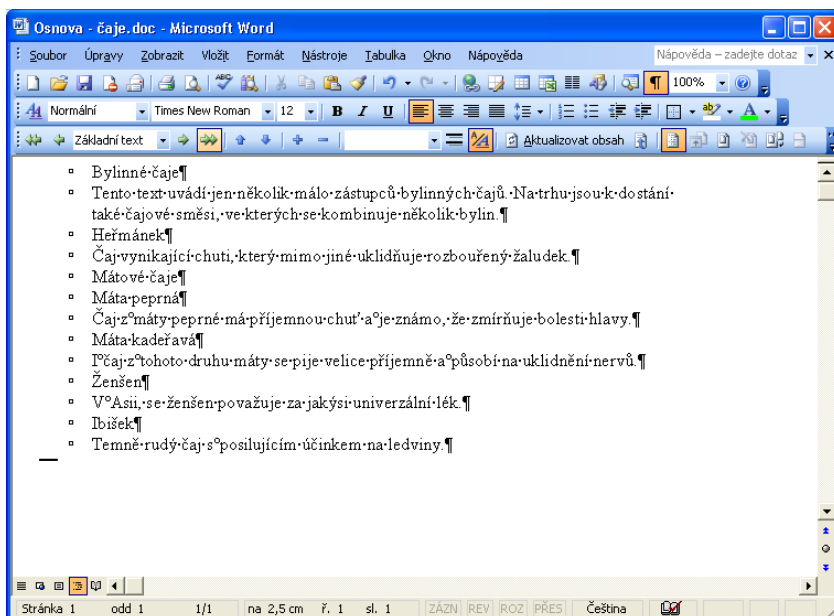 Osnova - čaje.doc - Microsoft Word
Soubor Úpravy Zobrazit Vložit Formát Nástroje Tabulka Okno Nápověda Nápověda – zadejte dotaz
100%
Normální Times New Roman 12 B I U
Základní text Aktualizovat obsah
Bylinné·čaje¶
Tento·text·uvádí·jen·několik·málo·zástupců·bylinných·čajů.·Na·trhu·jsou·k·dostání·
také·čajové·směsi,·ve·kterých·se·kombinuje·několik·bylin.¶
Heřmánek¶
Čaj·vynikající·chuti,·který·mimo·jiné·uklidňuje·rozbouřený·žaludek.¶
Mátové·čaje¶
Máta·peprná¶
Čaj·z°máty·peprné·má·příjemnou·chuť·a°je·známo,·že·zmírňuje·bolesti·hlavy.¶
Máta·kadeřavá¶
I°čaj·z°tohoto·druhu·máty·se·pije·velice·příjemně·a°působí·na·uklidnění·nervů.¶
Ženšen¶
V°Asii,·se·ženšen·považuje·za·jakýsi·univerzální·lék.¶
Ibišek¶
Temně·rudý·čaj·s°posilujícím·účinkem·na·ledviny.¶
Stránka 1 odd 1 1/1 na 2,5 cm ř. 1 sl. 1 ZÁZN REV ROZ PŘES Čeština